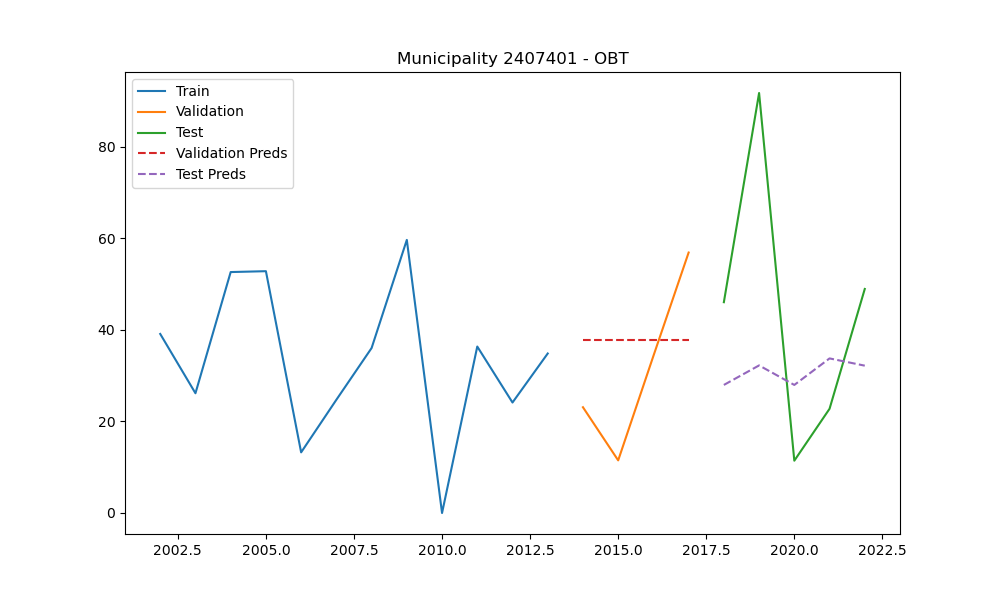 Municipality 2407401 - OBT
Train
Validation
Test
Validation Preds
Test Preds
80
60
40
20
0
2002.5 2005.0 2007.5 2010.0 2012.5 2015.0 2017.5 2020.0 2022.5